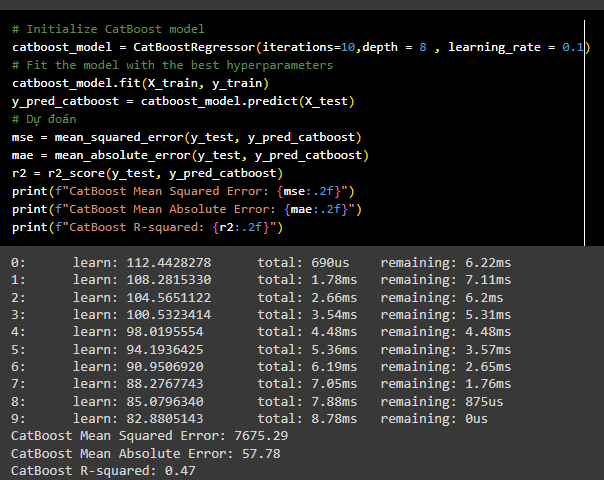 # Initialize CatBoost model
catboost_model = CatBoostRegressor(iterations=10,depth = 8 , learning_rate = 0.1)
# Fit the model with the best hyperparameters
catboost_model.fit(X_train, y_train)
y_pred_catboost = catboost_model.predict(X_test)
# Dự đoán
mse = mean_squared_error(y_test, y_pred_catboost)
mae = mean_absolute_error(y_test, y_pred_catboost)
r2 = r2_score(y_test, y_pred_catboost)
print(f"CatBoost Mean Squared Error: {mse:.2f}")
print(f"CatBoost Mean Absolute Error: {mae:.2f}")
print(f"CatBoost R-squared: {r2:.2f}")
0: learn: 112.4428278 total: 690us remaining: 6.22ms
1: learn: 108.2815330 total: 1.78ms remaining: 7.11ms
2: learn: 104.5651122 total: 2.66ms remaining: 6.2ms
3: learn: 100.5323414 total: 3.54ms remaining: 5.31ms
4: learn: 98.0195554 total: 4.48ms remaining: 4.48ms
5: learn: 94.1936425 total: 5.36ms remaining: 3.57ms
6: learn: 90.9506920 total: 6.19ms remaining: 2.65ms
7: learn: 88.2767743 total: 7.05ms remaining: 1.76ms
8: learn: 85.0796340 total: 7.88ms remaining: 875us
9: learn: 82.8805143 total: 8.78ms remaining: 0us
CatBoost Mean Squared Error: 7675.29
CatBoost Mean Absolute Error: 57.78
CatBoost R-squared: 0.47